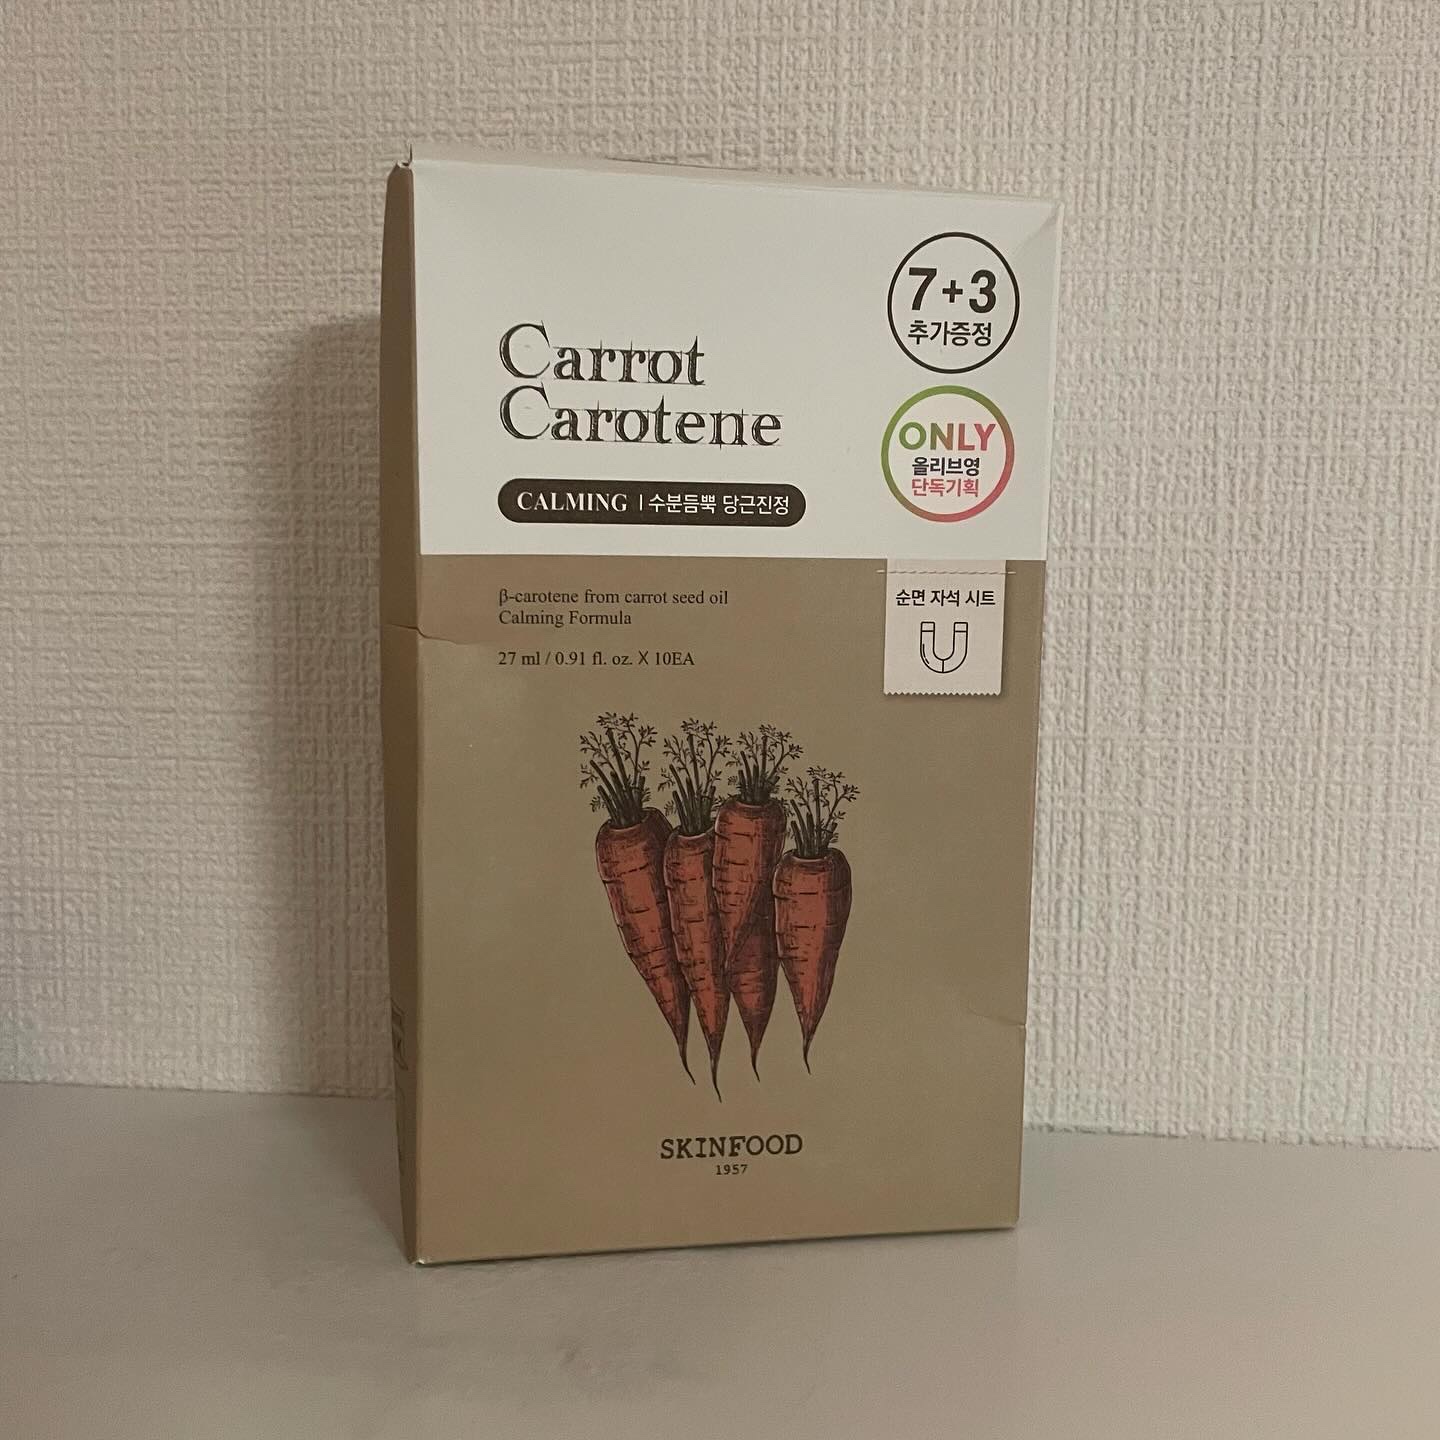 7+3
추가증정
Carrot
Carotene
ONLY
올리브영
단독기획
CALMING | 수분듬뿍 당근진정
β-carotene from carrot seed oil
Calming Formula
27 ml / 0.91 fl. oz. X 10EA
순면 자석 시트
SKINFOOD
1957